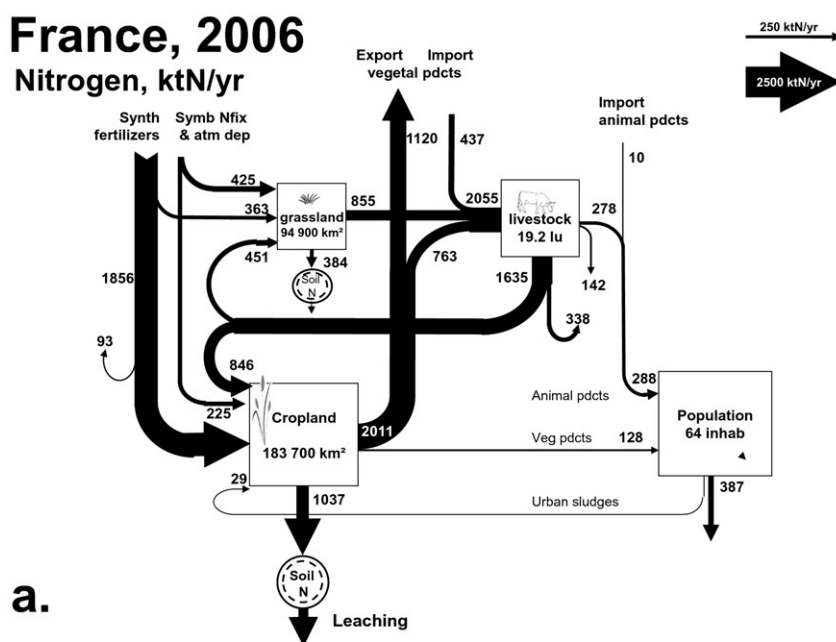 France, 2006
Nitrogen, ktN/yr
250 ktN/yr
2500 ktN/yr
Export Import
vegetal pdcts
Import
animal pdcts
Synth
fertilizers
Symb Nfix
& atm dep
1120
437
10
425
363
451
grassland
94 900 km²
855
2055
livestock
19.2 lu
278
384
Soil
N
763
1635
142
1856
338
93
846
225
Cropland
183 700 km²
2011
Animal pdcts
288
Population
64 inhab
Veg pdcts
128
29
1037
Urban sludges
387
Soil
N
Leaching
a.